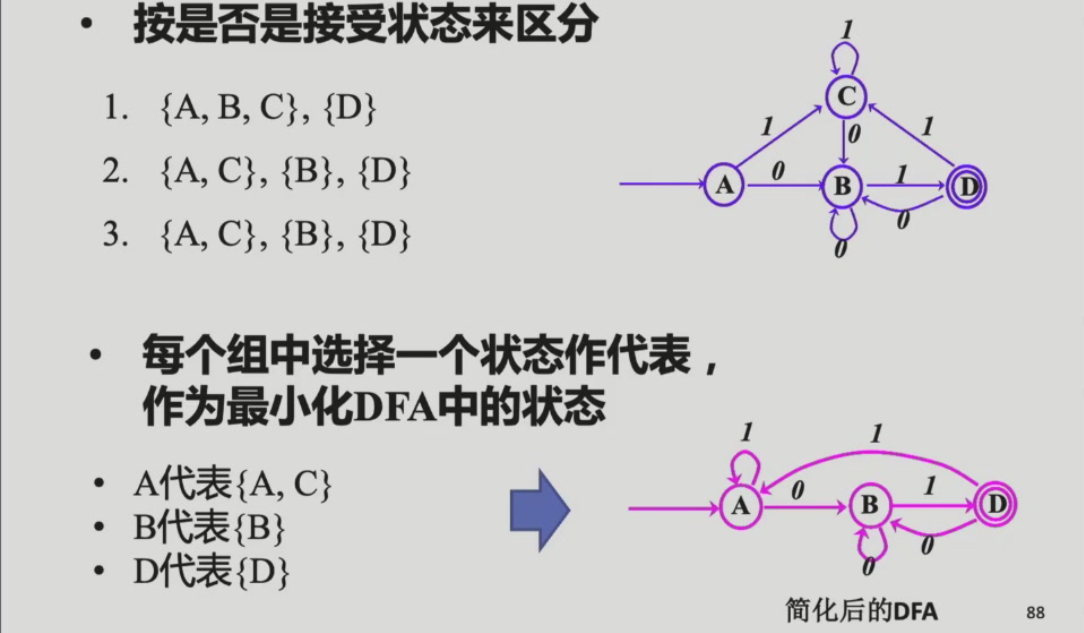 • 按是否是接受状态来区分
1. {A, B, C}, {D}
2. {A, C}, {B}, {D}
3. {A, C}, {B}, {D}
1
C
1
0
1
A
0
B
1
D
0
0
• 每个组中选择一个状态作代表，
作为最小化DFA中的状态
• A代表{A, C}
• B代表{B}
• D代表{D}
1
1
A
0
B
1
D
0
0
简化后的DFA
88